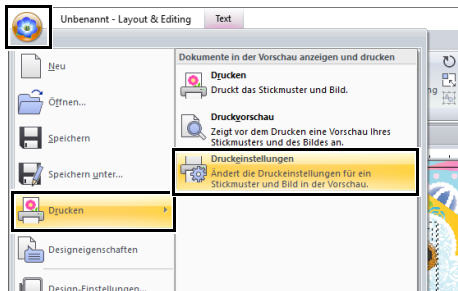 Unbenannt - Layout & Editing
Text
Neu
Öffnen...
Speichern
Speichern unter...
Drucken
Designeigenschaften
Design-Einstellungen...
Dokumente in der Vorschau anzeigen und drucken
Drucken
Druckt das Stickmuster und Bild.
Druckvorschau
Zeigt vor dem Drucken eine Vorschau Ihres
Stickmusters und des Bildes an.
Druckeinstellungen
Ändert die Druckeinstellungen für ein
Stickmuster und Bild in der Vorschau.